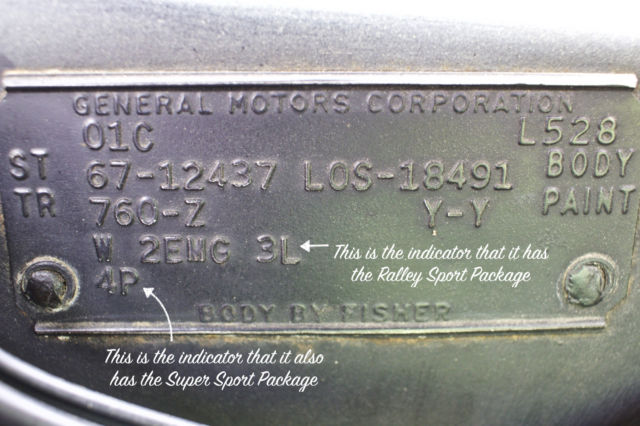 GENERAL MOTORS CORPORATION
01C L528
ST 67-12437 LOS-18491 BODY
TR 760-Z Y-Y PAINT
W 2EMG 3L
4P
BODY BY FISHER
This is the indicator that it has
the Ralley Sport Package
This is the indicator that it also
has the Super Sport Package